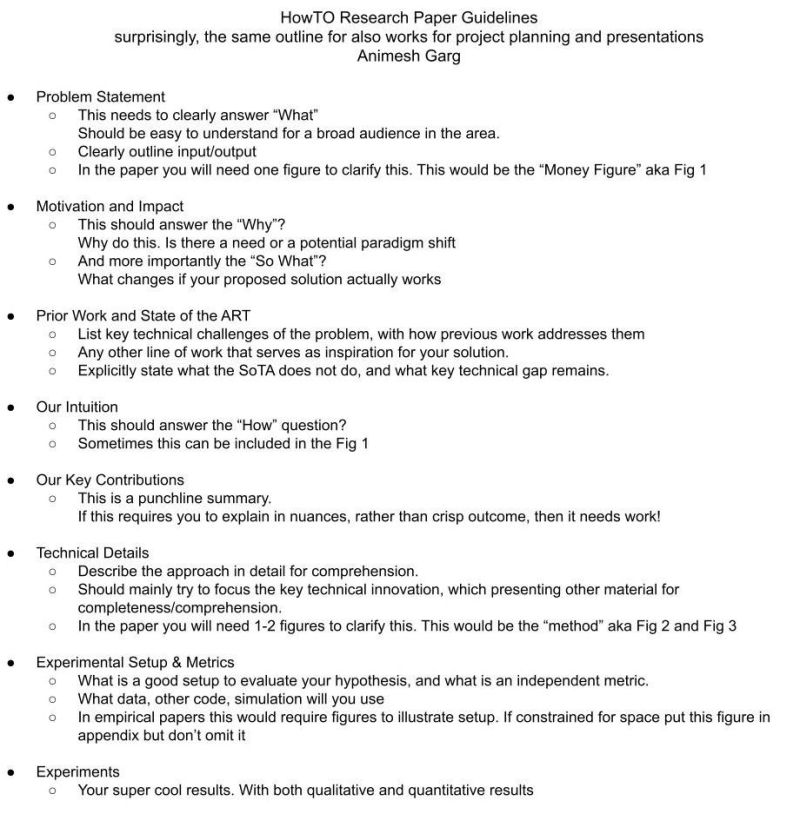 HowTO Research Paper Guidelines
surprisingly, the same outline for also works for project planning and presentations
Animesh Garg
● Problem Statement
○ This needs to clearly answer “What”
Should be easy to understand for a broad audience in the area.
○ Clearly outline input/output
○ In the paper you will need one figure to clarify this. This would be the “Money Figure” aka Fig 1
● Motivation and Impact
○ This should answer the “Why”?
Why do this. Is there a need or a potential paradigm shift
○ And more importantly the “So What”?
What changes if your proposed solution actually works
● Prior Work and State of the ART
○ List key technical challenges of the problem, with how previous work addresses them
○ Any other line of work that serves as inspiration for your solution.
○ Explicitly state what the SoTA does not do, and what key technical gap remains.
● Our Intuition
○ This should answer the “How” question?
○ Sometimes this can be included in the Fig 1
● Our Key Contributions
○ This is a punchline summary.
If this requires you to explain in nuances, rather than crisp outcome, then it needs work!
● Technical Details
○ Describe the approach in detail for comprehension.
○ Should mainly try to focus the key technical innovation, which presenting other material for
completeness/comprehension.
○ In the paper you will need 1-2 figures to clarify this. This would be the “method” aka Fig 2 and Fig 3
● Experimental Setup & Metrics
○ What is a good setup to evaluate your hypothesis, and what is an independent metric.
○ What data, other code, simulation will you use
○ In empirical papers this would require figures to illustrate setup. If constrained for space put this figure in
appendix but don’t omit it
● Experiments
○ Your super cool results. With both qualitative and quantitative results